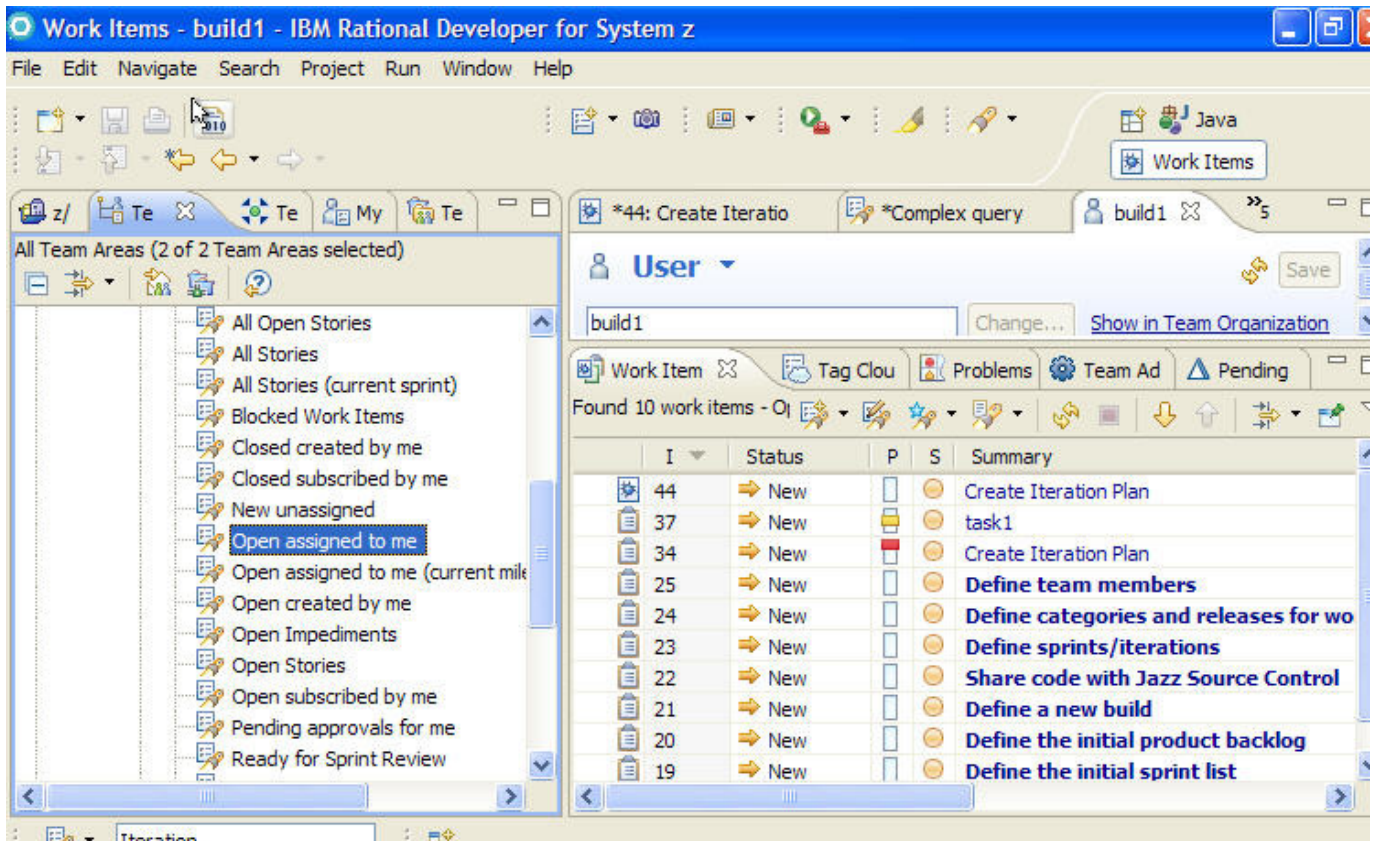 Work Items - build1 - IBM Rational Developer for System z
File Edit Navigate Search Project Run Window Help
010
Java
Work Items
z/ Te Te My Te
All Team Areas (2 of 2 Team Areas selected)
All Open Stories
All Stories
All Stories (current sprint)
Blocked Work Items
Closed created by me
Closed subscribed by me
New unassigned
Open assigned to me
Open assigned to me (current mile
Open created by me
Open Impediments
Open Stories
Open subscribed by me
Pending approvals for me
Ready for Sprint Review
*44: Create Iteratio *Complex query build1 »5
User
Save
build1 Change... Show in Team Organization
Work Item Tag Clou Problems Team Ad Pending
Found 10 work items - O
I Status P S Summary
44 New Create Iteration Plan
37 New task1
34 New Create Iteration Plan
25 New Define team members
24 New Define categories and releases for wo
23 New Define sprints/iterations
22 New Share code with Jazz Source Control
21 New Define a new build
20 New Define the initial product backlog
19 New Define the initial sprint list
Iteration